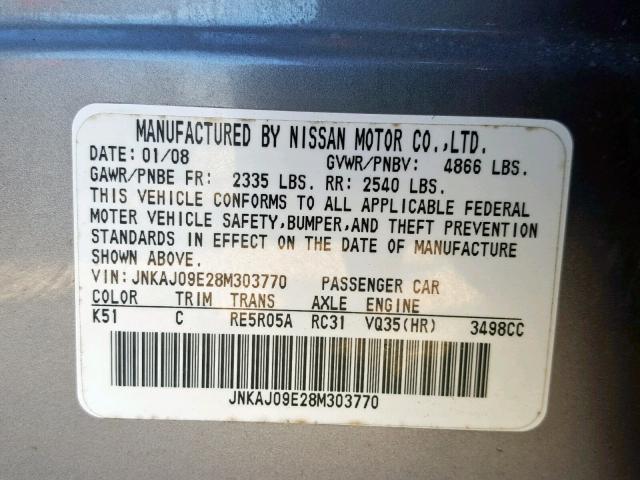 MANUFACTURED BY NISSAN MOTOR CO.,LTD.
DATE: 01/08 GVWR/PNBV: 4866 LBS.
GAWR/PNBE FR: 2335 LBS. RR: 2540 LBS.
THIS VEHICLE CONFORMS TO ALL APPLICABLE FEDERAL
MOTER VEHICLE SAFETY,BUMPER,AND THEFT PREVENTION
STANDARDS IN EFFECT ON THE DATE OF MANUFACTURE
SHOWN ABOVE.
VIN: JNKAJ09E28M303770 PASSENGER CAR
COLOR TRIM TRANS AXLE ENGINE
K51 C RE5R05A RC31 VQ35(HR) 3498CC
JNKAJ09E28M303770